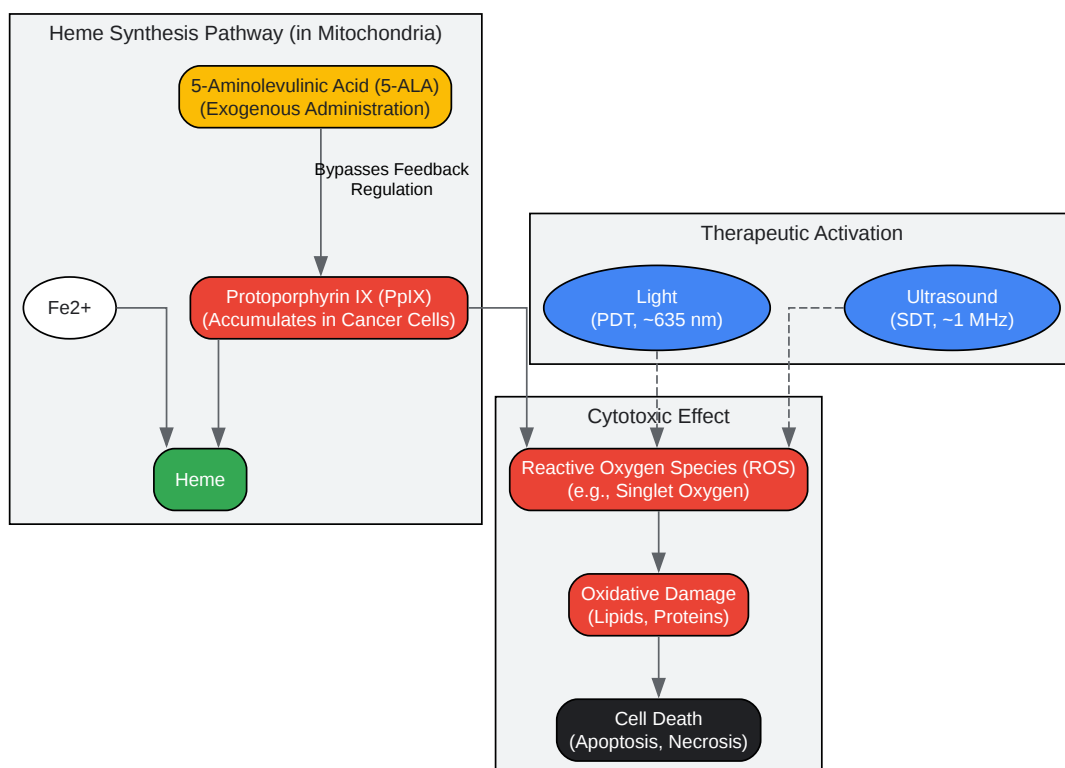 Heme Synthesis Pathway (in Mitochondria)
5-Aminolevulinic Acid (5-ALA)
(Exogenous Administration)
Bypasses Feedback
Regulation
Fe2+
Protoporphyrin IX (PpIX)
(Accumulates in Cancer Cells)
Heme
Therapeutic Activation
Light
(PDT, ~635 nm)
Ultrasound
(SDT, ~1 MHz)
Cytotoxic Effect
Reactive Oxygen Species (ROS)
(e.g., Singlet Oxygen)
Oxidative Damage
(Lipids, Proteins)
Cell Death
(Apoptosis, Necrosis)